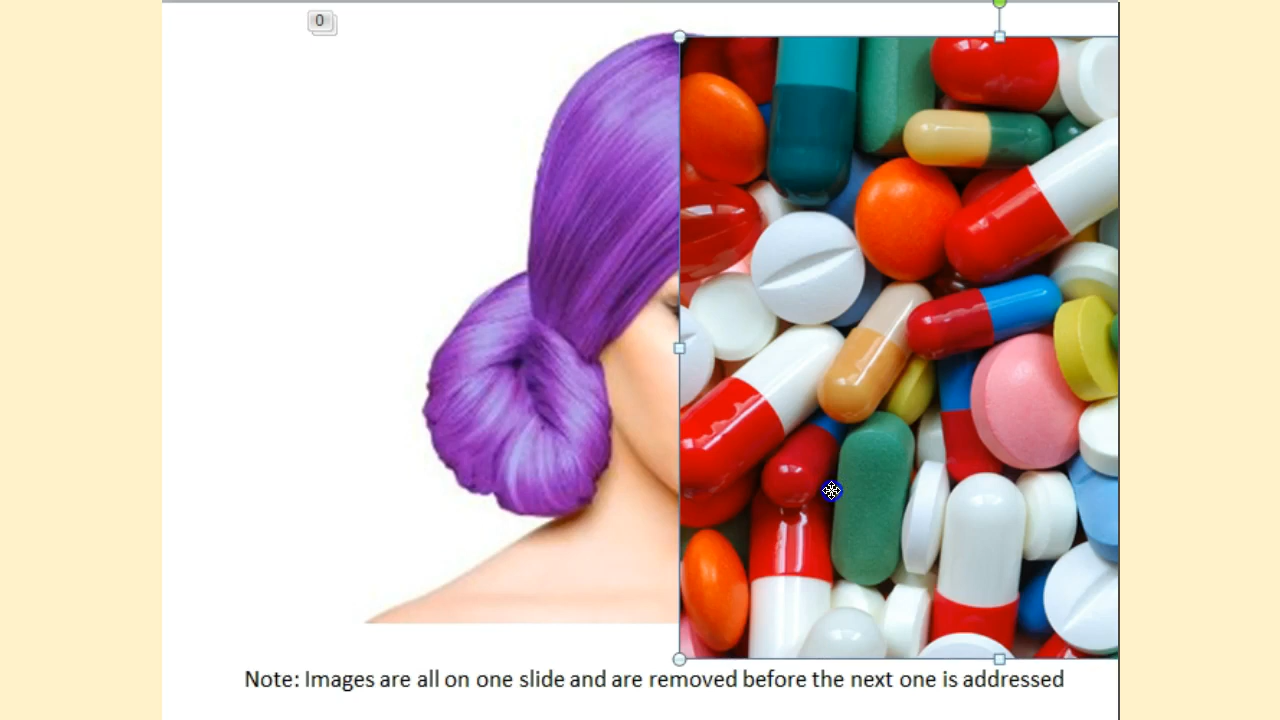 0
Note: Images are all on one slide and are removed before the next one is addressed